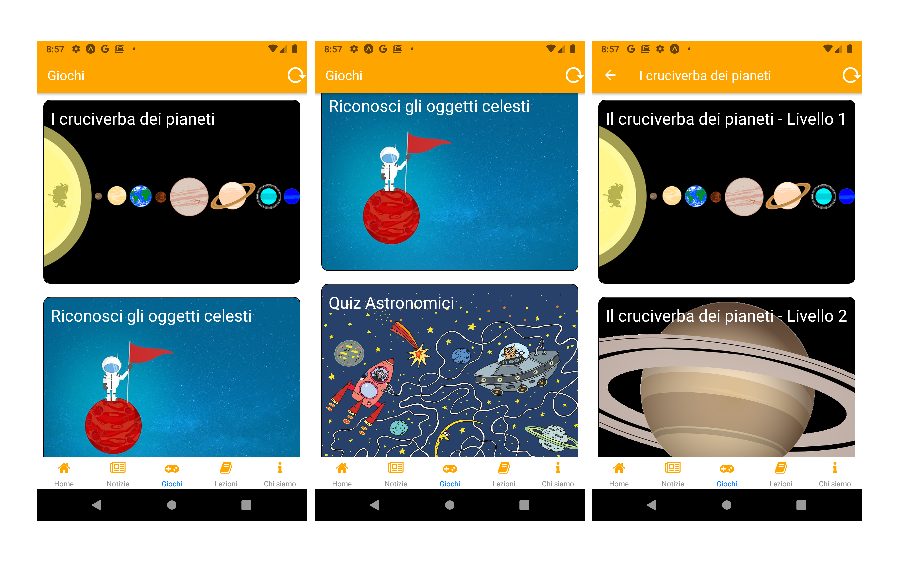 8:57
Giochi
I cruciverba dei pianeti
Riconosci gli oggetti celesti
Home Notizie Giochi Lezioni Chi siamo
8:57
Giochi
Riconosci gli oggetti celesti
Quiz Astronomici
Home Notizie Giochi Lezioni Chi siamo
8:57
I cruciverba dei pianeti
Il cruciverba dei pianeti - Livello 1
Il cruciverba dei pianeti - Livello 2
Home Notizie Giochi Lezioni Chi siamo